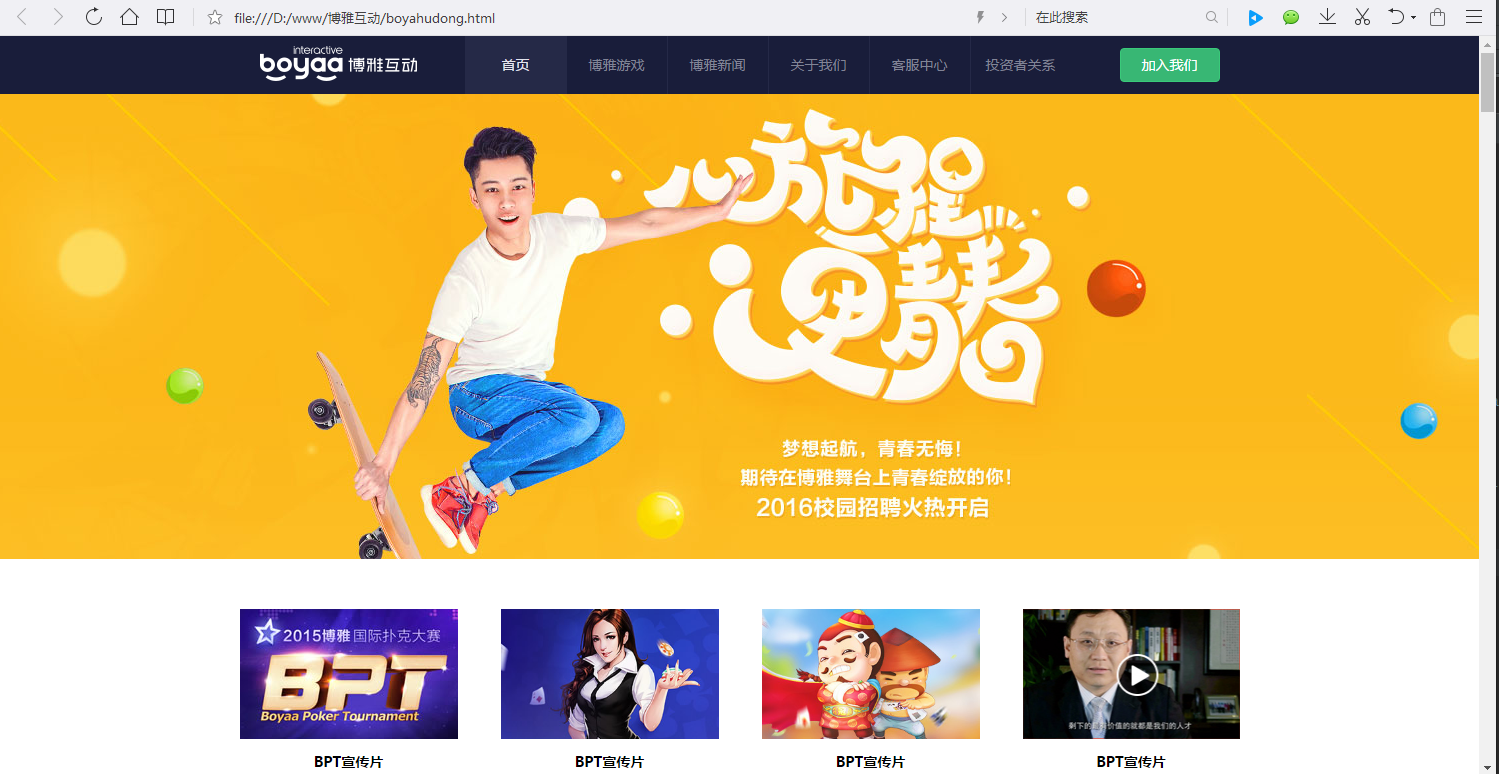 file:///D:/www/博雅互动/boyahudong.html
在此搜索
interactive
boyaa 博雅互动
首页
博雅游戏
博雅新闻
关于我们
客服中心
投资者关系
加入我们
心旅程
更青春
梦想起航，青春无悔！
期待在博雅舞台上青春绽放的你！
2016校园招聘火热开启
2015博雅国际扑克大赛
BPT
Boyaa Poker Tournament
剩下的是有价值的就都是我们的人才
BPT宣传片
BPT宣传片
BPT宣传片
BPT宣传片